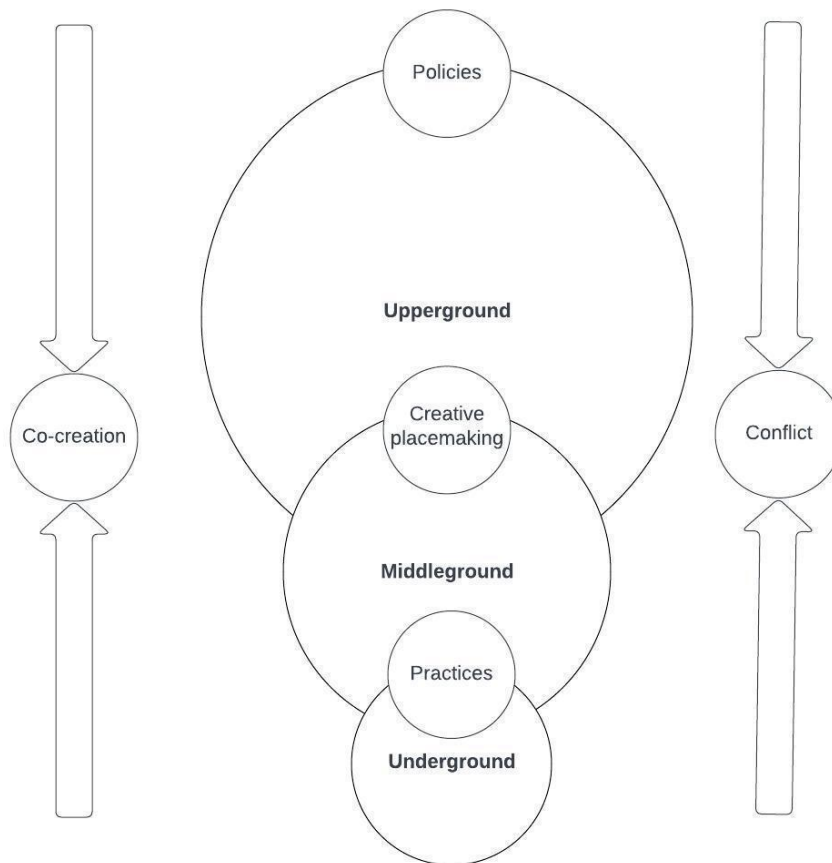 Policies
Upperground
Creative
placemaking
Co-creation
Conflict
Middleground
Practices
Underground